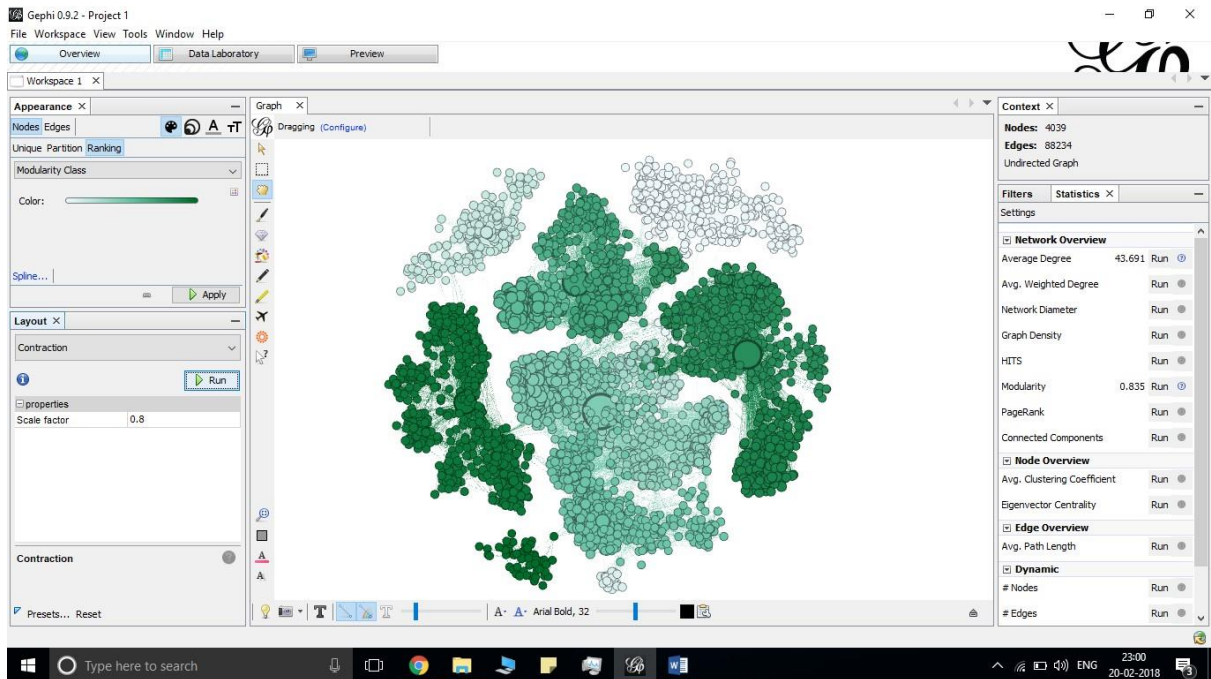 Gephi 0.9.2 - Project 1
File Workspace View Tools Window Help
Overview Data Laboratory Preview
Workspace 1
Appearance
Nodes Edges
Unique Partition Ranking
Modularity Class
Color:
Spline...
Apply
Layout
Contraction
Run
properties
Scale factor 0.8
Contraction
Presets... Reset
Graph
Dragging (Configure)
A- A- Arial Bold, 32
Context
Nodes: 4039
Edges: 88234
Undirected Graph
Filters Statistics
Settings
Network Overview
Average Degree 43.691 Run
Avg. Weighted Degree Run
Network Diameter Run
Graph Density Run
HITS Run
Modularity 0.835 Run
PageRank Run
Connected Components Run
Node Overview
Avg. Clustering Coefficient Run
Eigenvector Centrality Run
Edge Overview
Avg. Path Length Run
Dynamic
# Nodes Run
# Edges Run
Type here to search
ENG
23:00
20-02-2018
3